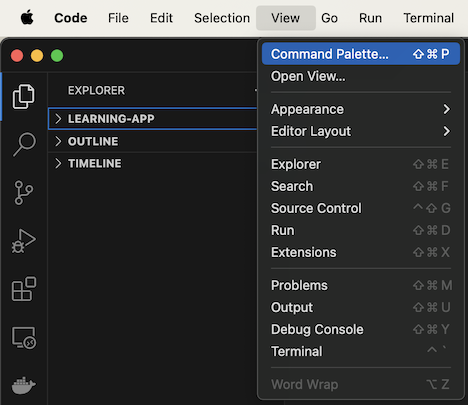 Code File Edit Selection View Go Run Terminal
EXPLORER
LEARNING-APP
OUTLINE
TIMELINE
Command Palette... ⇧⌘P
Open View...
Appearance
Editor Layout
Explorer ⇧⌘E
Search ⇧⌘F
Source Control ⌃⇧G
Run ⇧⌘D
Extensions ⇧⌘X
Problems ⇧⌘M
Output ⇧⌘U
Debug Console ⇧⌘Y
Terminal ⌃`
Word Wrap ⌥Z